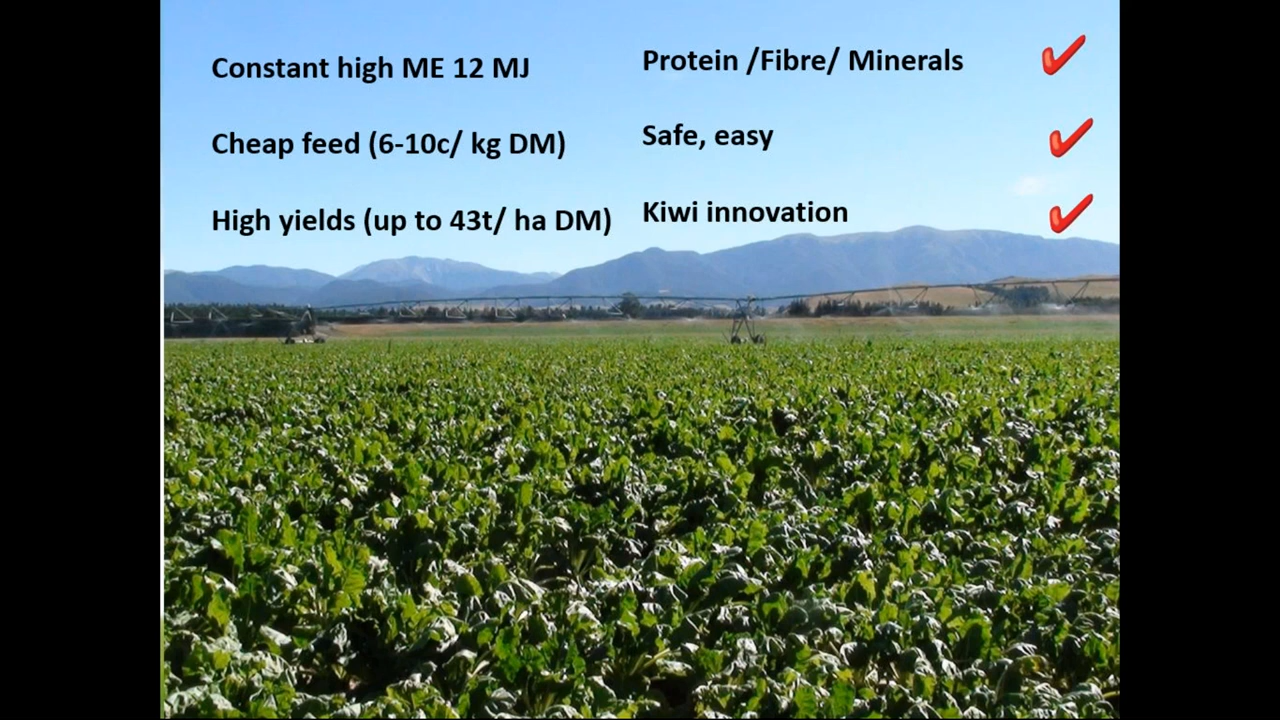 Constant high ME 12 MJ
Cheap feed (6-10c/ kg DM)
High yields (up to 43t/ ha DM)
Protein /Fibre/ Minerals
Safe, easy
Kiwi innovation